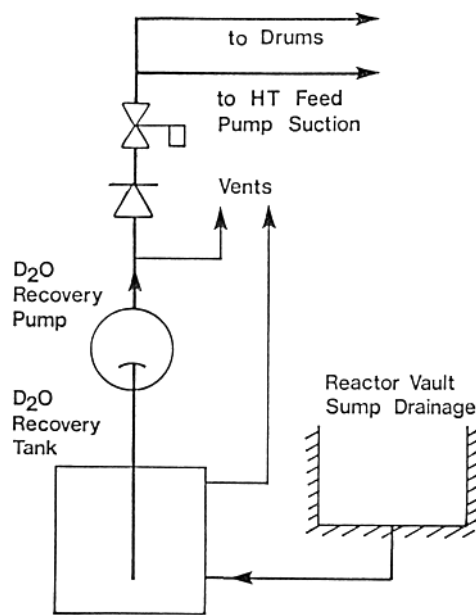 to Drums
to HT Feed
Pump Suction
Vents
D2O
Recovery
Pump
D2O
Recovery
Tank
Reactor Vault
Sump Drainage